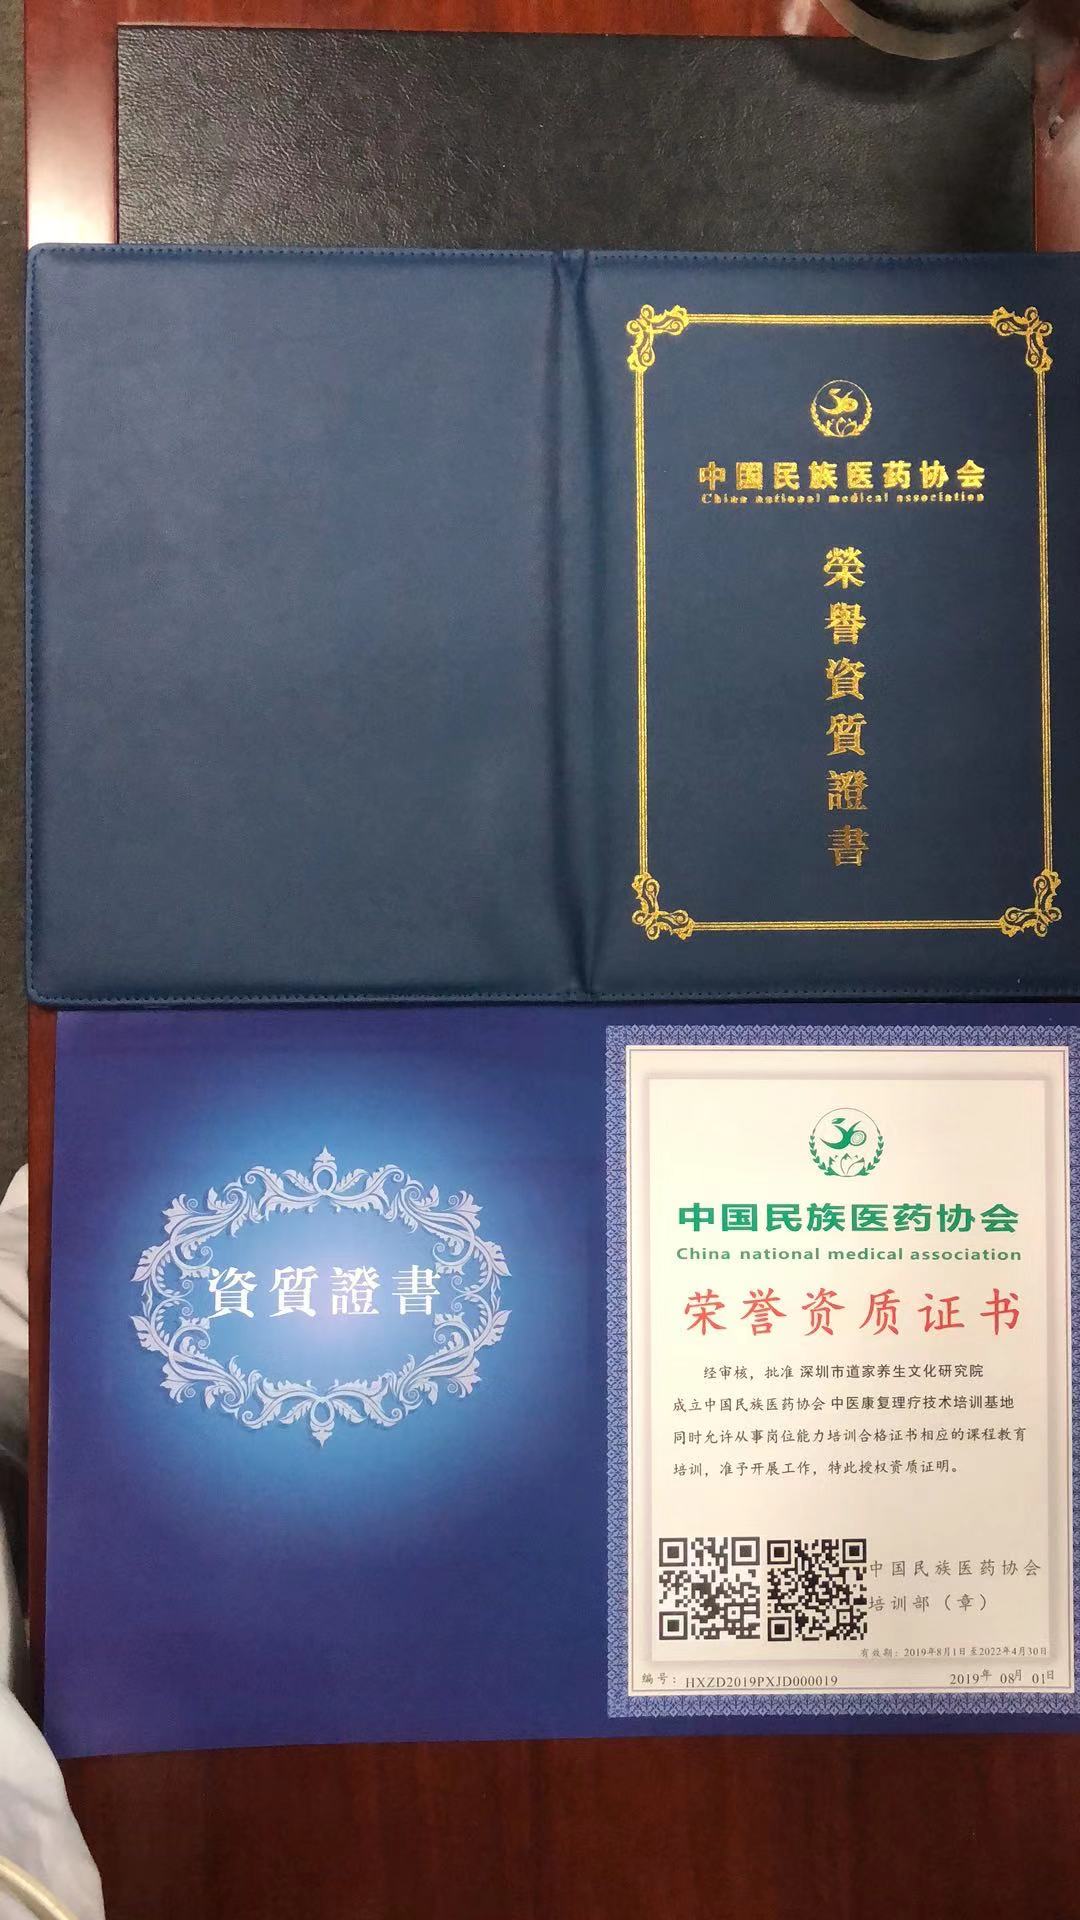 中国民族医药协会
China national medical association
榮譽資質證書
資質證書
中国民族医药协会
China national medical association
荣誉资质证书
经审核，批准 深圳市道家养生文化研究院
成立中国民族医药协会 中医康复理疗技术培训基地
同时允许从事岗位能力培训合格证书相应的课程教育
培训，准予开展工作，特此授权资质证明。
中国民族医药协会
培训部（章）
有效期：2019年8月1日至2022年4月30日
编号：HXZD2019PXJD000019
2019年 08月 01日